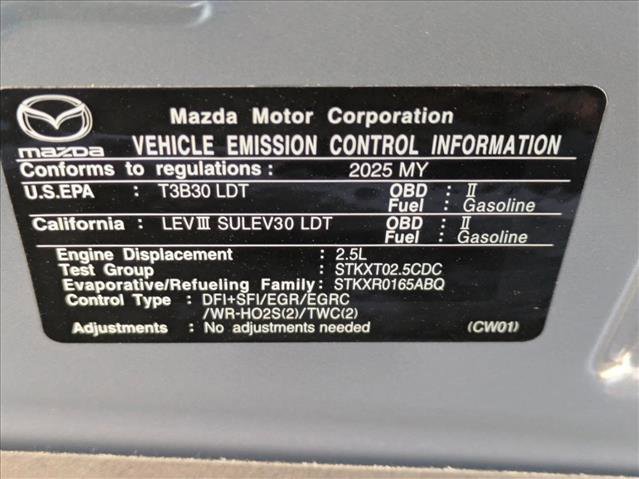 mazda
Mazda Motor Corporation
VEHICLE EMISSION CONTROL INFORMATION
Conforms to regulations : 2025 MY
U.S.EPA : T3B30 LDT OBD : II
Fuel : Gasoline
California : LEV III SULEV30 LDT OBD : II
Fuel : Gasoline
Engine Displacement : 2.5L
Test Group : STKXT02.5CDC
Evaporative/Refueling Family: STKXR0165ABQ
Control Type : DFI+SFI/EGR/EGRC
/WR-HO2S(2)/TWC(2)
Adjustments : No adjustments needed (CW01)